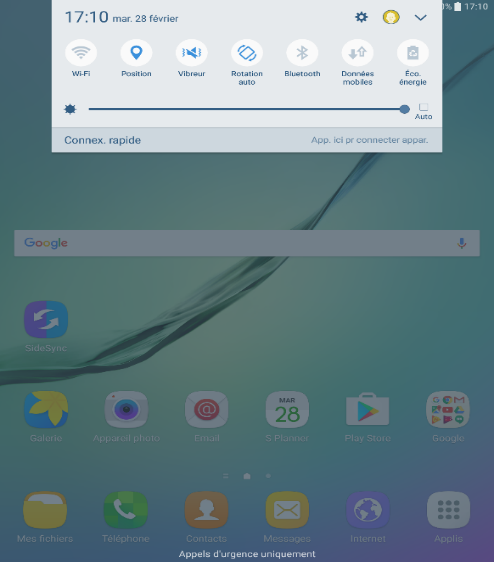 17:10 mar. 28 février
17:10
Wi-Fi
Position
Vibreur
Rotation
auto
Bluetooth
Données
mobiles
Éco.
énergie
Auto
Connex. rapide
App. ici pr connecter appar.
Google
SideSync
MAR
28
Galerie
Appareil photo
Email
S Planner
Play Store
Google
Mes fichiers
Téléphone
Contacts
Messages
Internet
Applis
Appels d'urgence uniquement